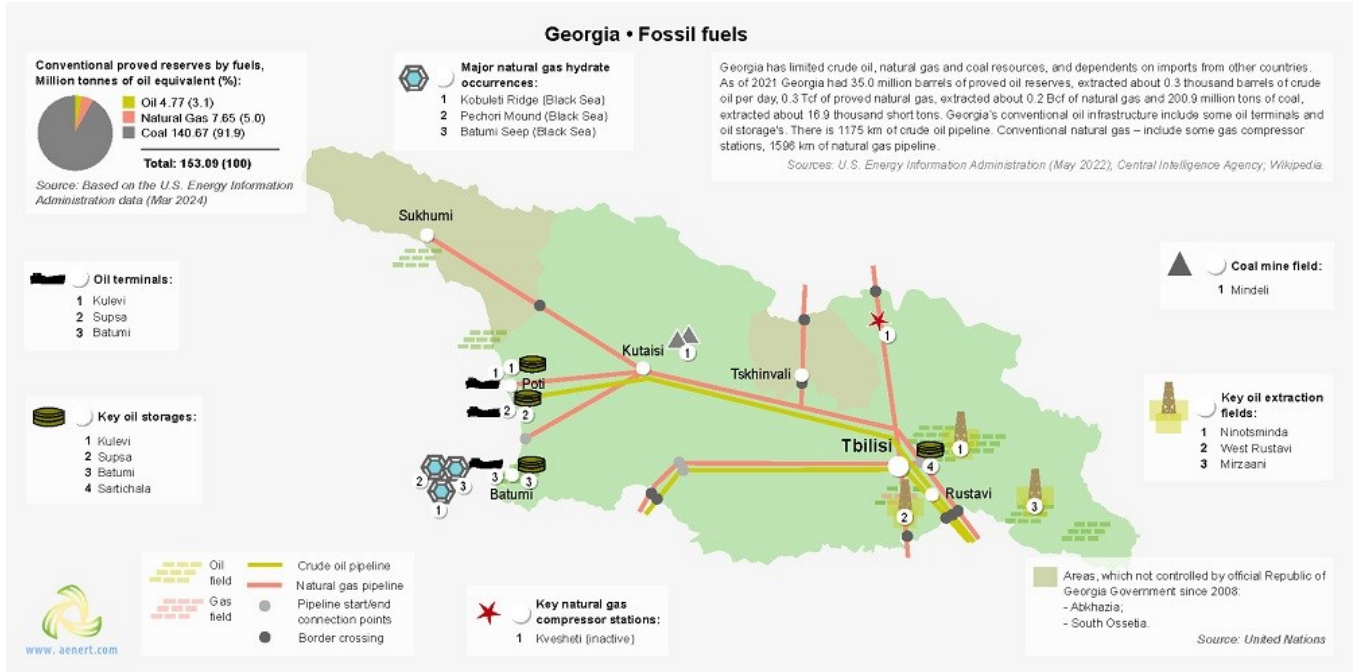 Georgia • Fossil fuels
Conventional proved reserves by fuels,
Million tonnes of oil equivalent (%):
Oil 4.77 (3.1)
Natural Gas 7.65 (5.0)
Coal 140.67 (91.9)
Total: 153.09 (100)
Source: Based on the U.S. Energy Information
Administration data (Mar 2024)
Major natural gas hydrate
occurrences:
1 Kobuleti Ridge (Black Sea)
2 Pechori Mound (Black Sea)
3 Batumi Seep (Black Sea)
Georgia has limited crude oil, natural gas and coal resources, and dependents on imports from other countries.
As of 2021 Georgia had 35.0 million barrels of proved oil reserves, extracted about 0.3 thousand barrels of crude
oil per day, 0.3 Tcf of proved natural gas, extracted about 0.2 Bcf of natural gas and 200.9 million tons of coal,
extracted about 16.9 thousand short tons. Georgia's conventional oil infrastructure include some oil terminals and
oil storage's. There is 1175 km of crude oil pipeline. Conventional natural gas – include some gas compressor
stations, 1596 km of natural gas pipeline.
Sources: U.S. Energy Information Administration (May 2022), Central Intelligence Agency; Wikipedia.
Oil terminals:
1 Kulevi
2 Supsa
3 Batumi
Key oil storages:
1 Kulevi
2 Supsa
3 Batumi
4 Sartichala
Sukhumi
Kutaisi
1
Tskhinvali
1
1 1
Poti
2 2
Tbilisi
1
4
3 3
Batumi
2 3
1
Rustavi
2
3
Coal mine field:
1 Mindeli
Key oil extraction
fields:
1 Ninotsminda
2 West Rustavi
3 Mirzaani
Oil
field
Gas
field
Crude oil pipeline
Natural gas pipeline
Pipeline start/end
connection points
Border crossing
Key natural gas
compressor stations:
1 Kvesheti (inactive)
Areas, which not controlled by official Republic of
Georgia Government since 2008:
- Abkhazia;
- South Ossetia.
Source: United Nations
www. aenert.com